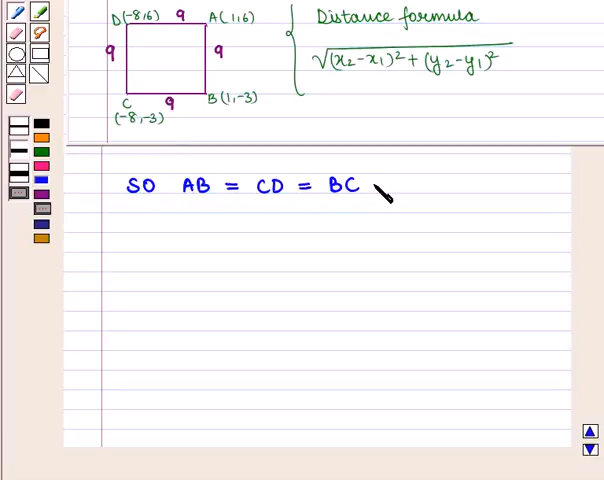 D(-8,6) 9 A(1,6)
9 9
C 9 B(1,-3)
(-8,-3)
Distance formula
√(x₂-x₁)²+(y₂-y₁)²
SO AB = CD = BC